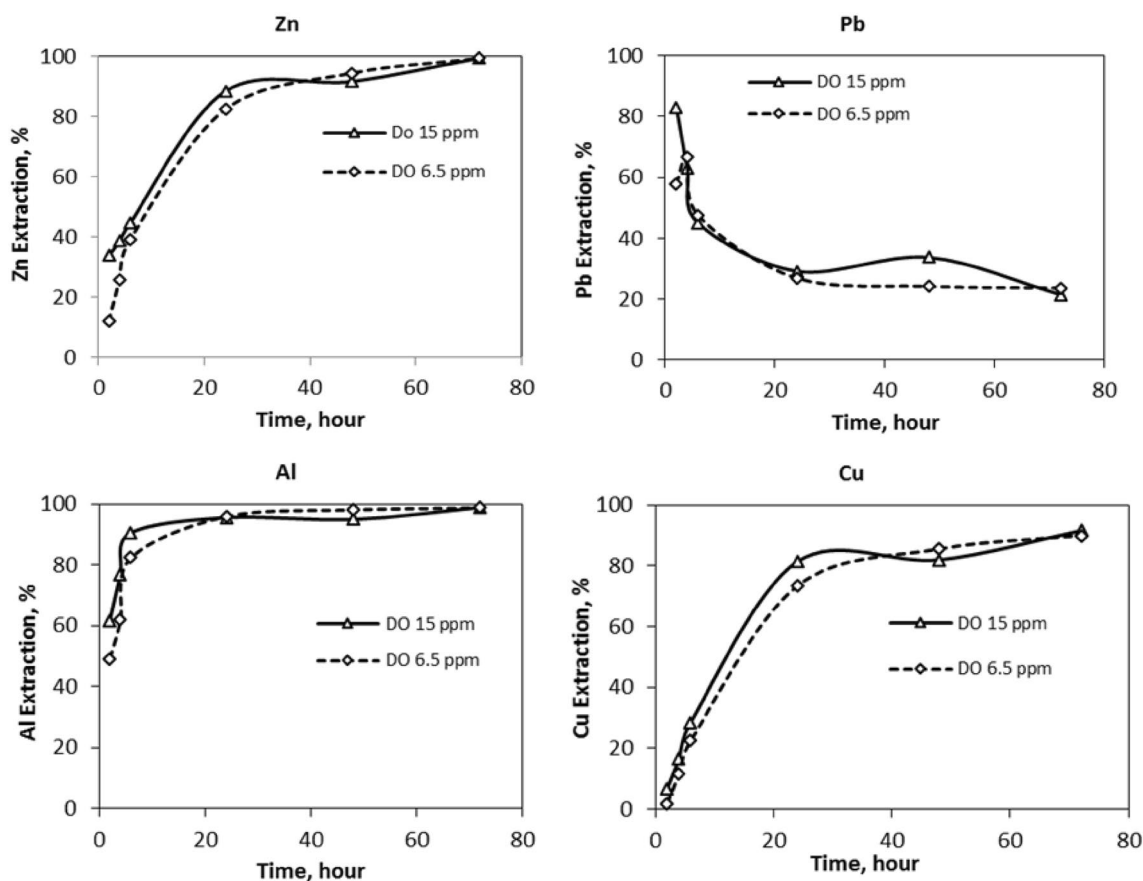 Zn
100
80
60
40
20
0
Zn Extraction, %
Do 15 ppm
DO 6.5 ppm
0 20 40 60 80
Time, hour
Pb
100
80
60
40
20
0
Pb Extraction, %
DO 15 ppm
DO 6.5 ppm
0 20 40 60 80
Time, hour
Al
100
80
60
40
20
0
Al Extraction, %
DO 15 ppm
DO 6.5 ppm
0 20 40 60 80
Time, hour
Cu
100
80
60
40
20
0
Cu Extraction, %
DO 15 ppm
DO 6.5 ppm
0 20 40 60 80
Time, hour